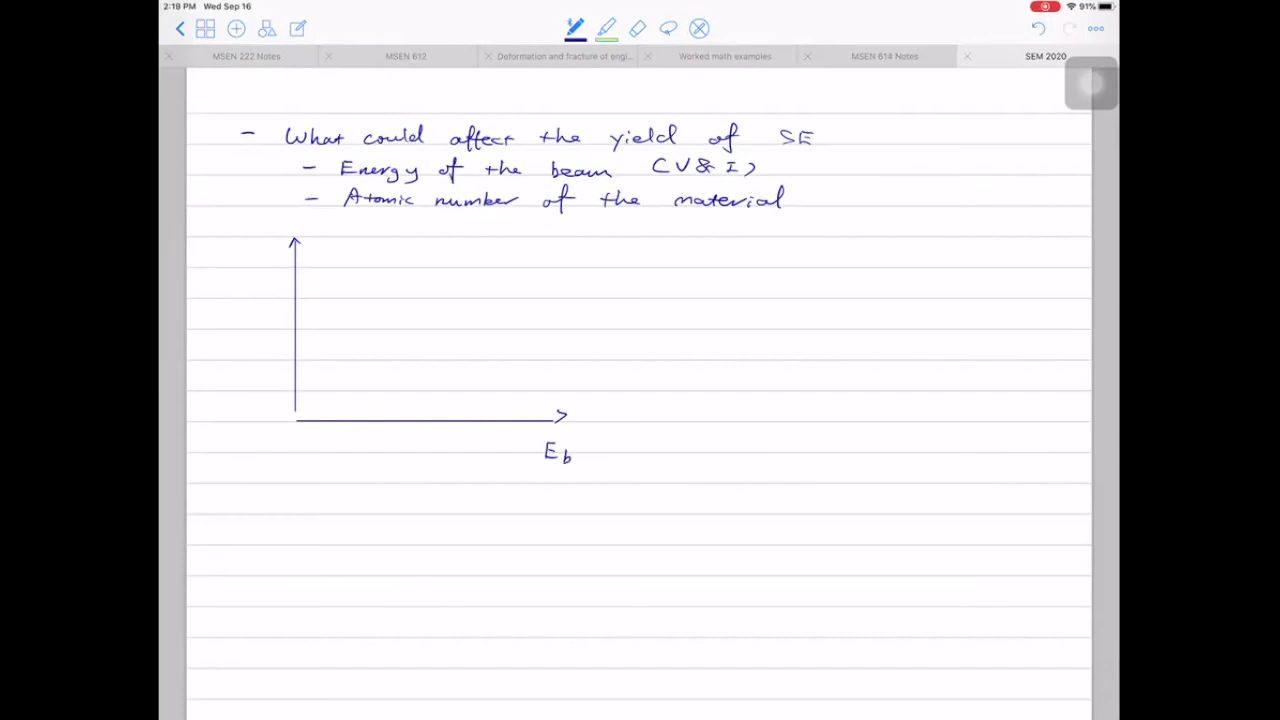 2:19 PM Wed Sep 16
91%
MSEN 222 Notes
MSEN 612
Deformation and fracture of engi...
Worked math examples
MSEN 614 Notes
SEM 2020
- What could affect the yield of SE
- Energy of the beam (V & I)
- Atomic number of the material
E_b